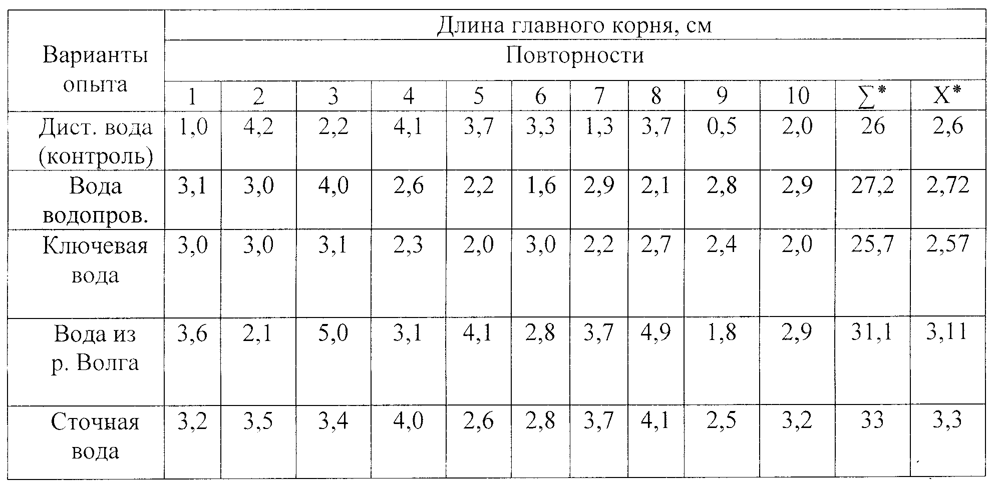 Длина главного корня, см
Варианты опыта
Повторности
1 2 3 4 5 6 7 8 9 10 ∑* X*
Дист. вода 1,0 4,2 2,2 4,1 3,7 3,3 1,3 3,7 0,5 2,0 26 2,6
(контроль)
Вода 3,1 3,0 4,0 2,6 2,2 1,6 2,9 2,1 2,8 2,9 27,2 2,72
водопров.
Ключевая 3,0 3,0 3,1 2,3 2,0 3,0 2,2 2,7 2,4 2,0 25,7 2,57
вода
Вода из 3,6 2,1 5,0 3,1 4,1 2,8 3,7 4,9 1,8 2,9 31,1 3,11
р. Волга
Сточная 3,2 3,5 3,4 4,0 2,6 2,8 3,7 4,1 2,5 3,2 33 3,3
вода